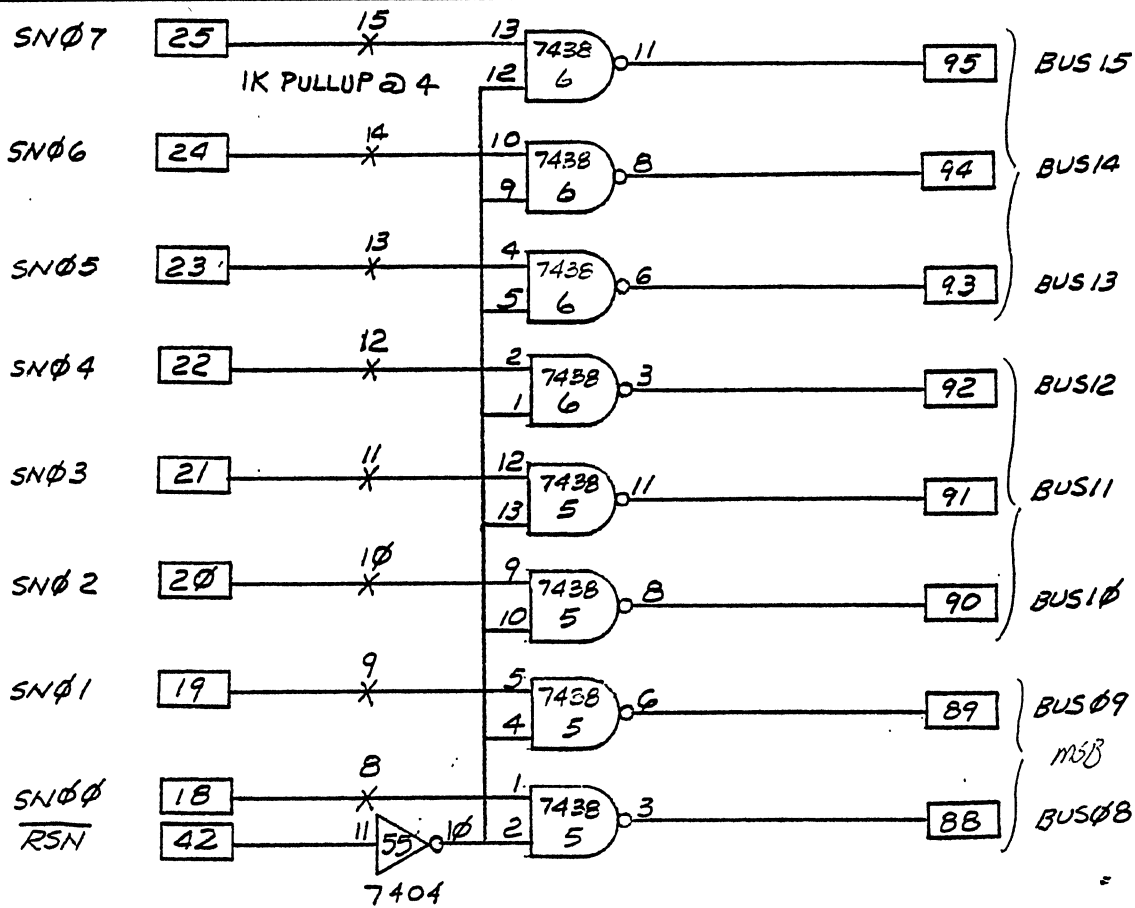 SNØ7 25 15 13 7438 6 11 95 BUS 15
1K PULLUP @ 4 12
SNØ6 24 14 10 7438 6 8 94 BUS14
9
SNØ5 23 13 4 7438 6 6 93 BUS 13
5
SNØ4 22 12 2 7438 6 3 92 BUS12
1
SNØ3 21 11 12 7438 5 11 91 BUS11
13
SNØ2 2Ø 1Ø 9 7438 5 8 90 BUS1Ø
10
SNØ1 19 9 5 7438 5 6 89 BUSØ9
4 MSB
SNØØ 18 8 1 7438 5 3 88 BUSØ8
RSN 42 11 55 1Ø 2
7404